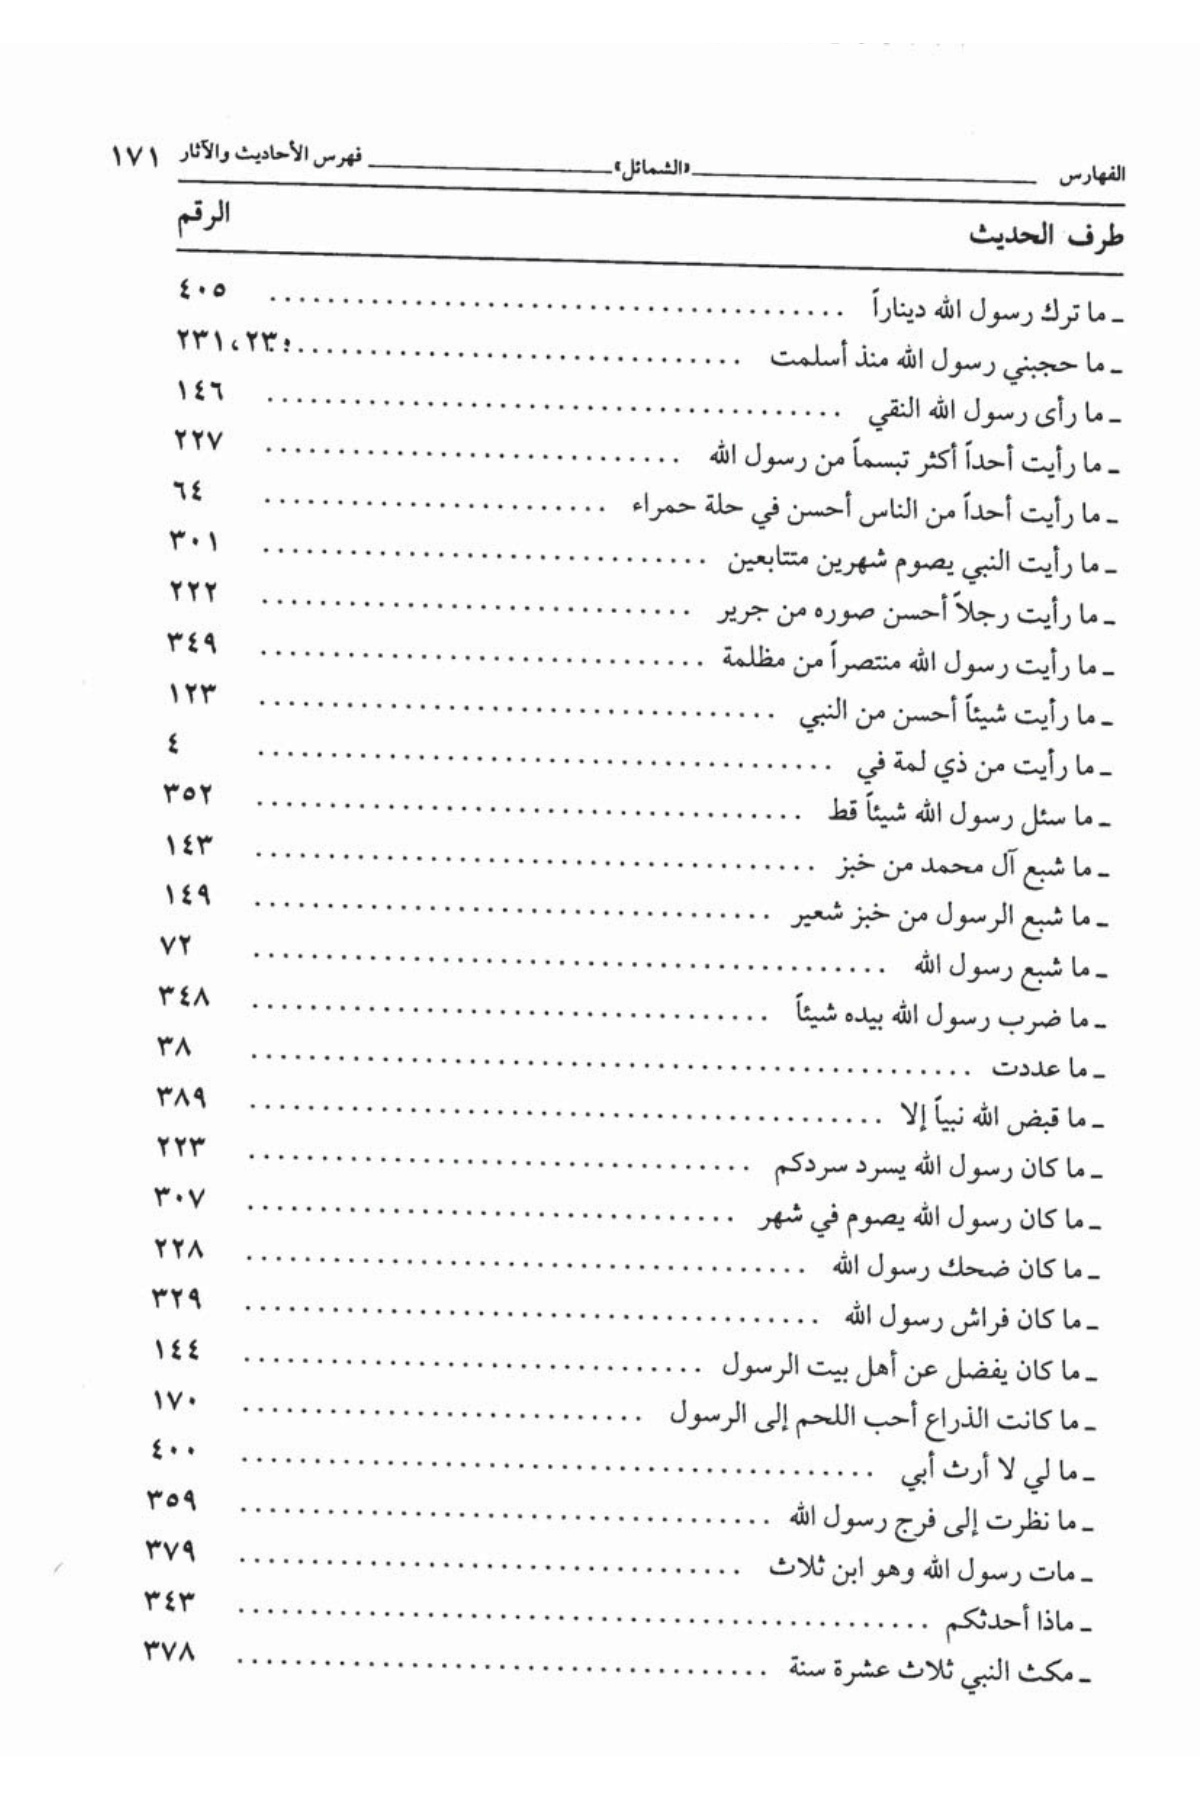 الفهارس «الشمائل» فهرس الأحاديث والآثار ١٧١
طرف الحديث الرقم
ـ ما ترك رسول الله ديناراً ٤٠٥
ـ ما حجبني رسول الله منذ أسلمت ٢٣٠، ٢٣١
ـ ما رأى رسول الله النقي ١٤٦
ـ ما رأيت أحداً أكثر تبسماً من رسول الله ٢٢٧
ـ ما رأيت أحداً من الناس أحسن في حلة حمراء ٦٤
ـ ما رأيت النبي يصوم شهرين متتابعين ٣٠١
ـ ما رأيت رجلاً أحسن صوره من جرير ٢٢٢
ـ ما رأيت رسول الله منتصراً من مظلمة ٣٤٩
ـ ما رأيت شيئاً أحسن من النبي ١٢٣
ـ ما رأيت من ذي لمة في ٤
ـ ما سئل رسول الله شيئاً قط ٣٥٢
ـ ما شبع آل محمد من خبز ١٤٣
ـ ما شبع الرسول من خبز شعير ١٤٩
ـ ما شبع رسول الله ٧٢
ـ ما ضرب رسول الله بيده شيئاً ٣٤٨
ـ ما عددت ٣٨
ـ ما قبض الله نبياً إلا ٣٨٩
ـ ما كان رسول الله يسرد سردكم ٢٢٣
ـ ما كان رسول الله يصوم في شهر ٣٠٧
ـ ما كان ضحك رسول الله ٢٢٨
ـ ما كان فراش رسول الله ٣٢٩
ـ ما كان يفضل عن أهل بيت الرسول ١٤٤
ـ ما كانت الذراع أحب اللحم إلى الرسول ١٧٠
ـ ما لي لا أرث أبي ٤٠٠
ـ ما نظرت إلى فرج رسول الله ٣٥٩
ـ مات رسول الله وهو ابن ثلاث ٣٧٩
ـ ماذا أحدثكم ٣٤٣
ـ مكث النبي ثلاث عشرة سنة ٣٧٨